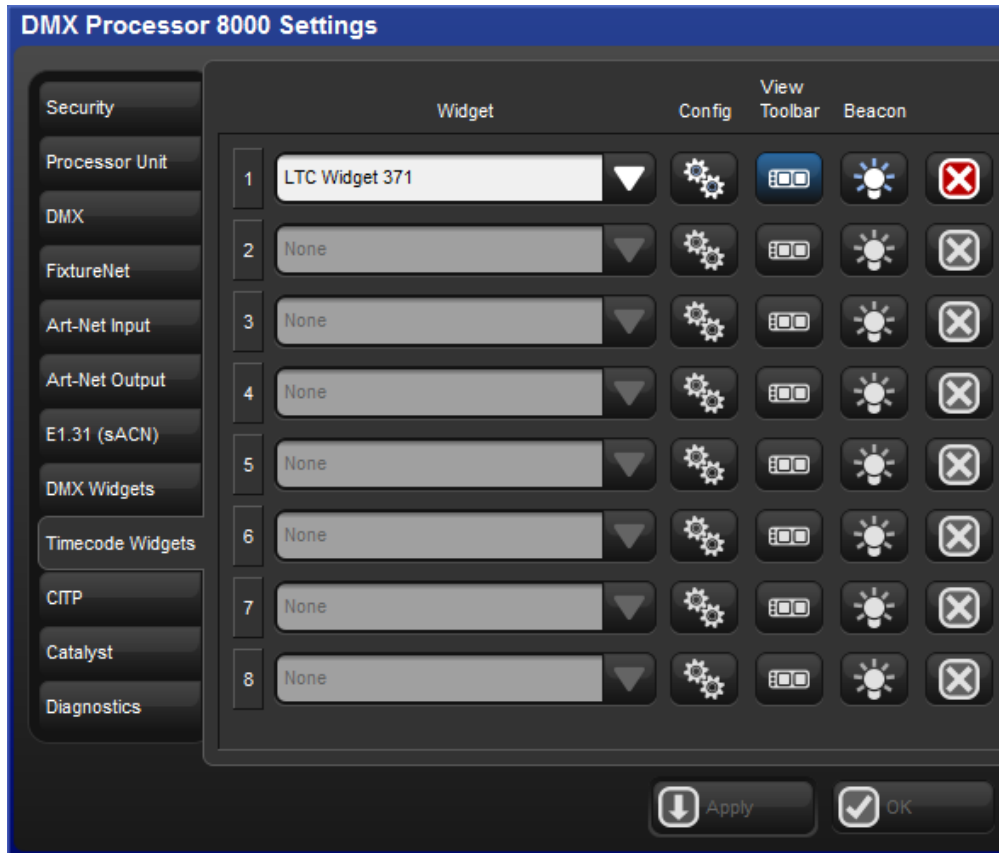 DMX Processor 8000 Settings
Security
Processor Unit
DMX
FixtureNet
Art-Net Input
Art-Net Output
E1.31 (sACN)
DMX Widgets
Timecode Widgets
CITP
Catalyst
Diagnostics
Widget
Config
View
Toolbar
Beacon
1 LTC Widget 371
2 None
3 None
4 None
5 None
6 None
7 None
8 None
Apply
OK